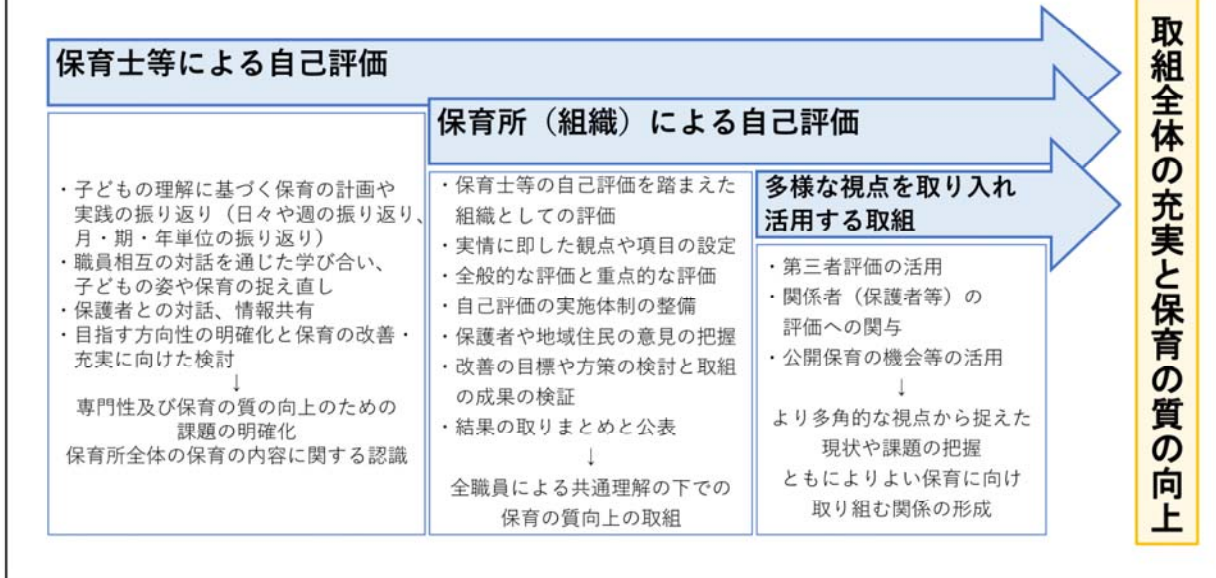 保育士等による自己評価
・子どもの理解に基づく保育の計画や
実践の振り返り（日々や週の振り返り、
月・期・年単位の振り返り）
・職員相互の対話を通じた学び合い、
子どもの姿や保育の捉え直し
・保護者との対話、情報共有
・目指す方向性の明確化と保育の改善・
充実に向けた検討
↓
専門性及び保育の質の向上のための
課題の明確化
保育所全体の保育の内容に関する認識
保育所（組織）による自己評価
・保育士等の自己評価を踏まえた
組織としての評価
・実情に即した観点や項目の設定
・全般的な評価と重点的な評価
・自己評価の実施体制の整備
・保護者や地域住民の意見の把握
・改善の目標や方策の検討と取組
の成果の検証
・結果の取りまとめと公表
↓
全職員による共通理解の下での
保育の質向上の取組
多様な視点を取り入れ
活用する取組
・第三者評価の活用
・関係者（保護者等）の
評価への関与
・公開保育の機会等の活用
↓
より多角的な視点から捉えた
現状や課題の把握
ともによりよい保育に向け
取り組む関係の形成
取組全体の充実と保育の質の向上